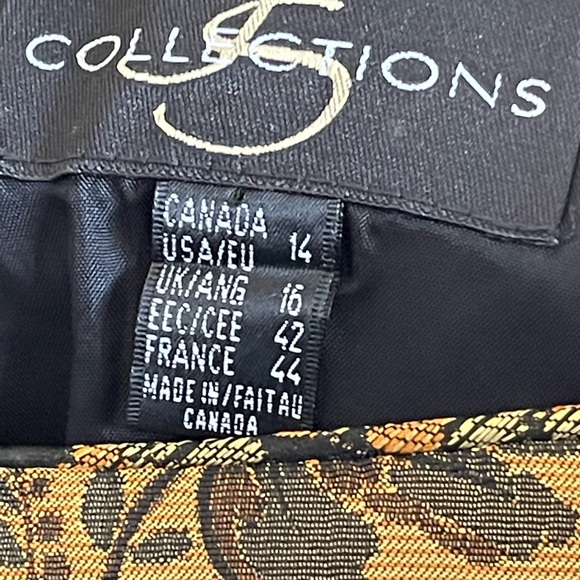 COLLECTIONS
CANADA
USA/EU 14
UK/ANG 16
EEC/CEE 42
FRANCE 44
MADE IN/FAIT AU
CANADA